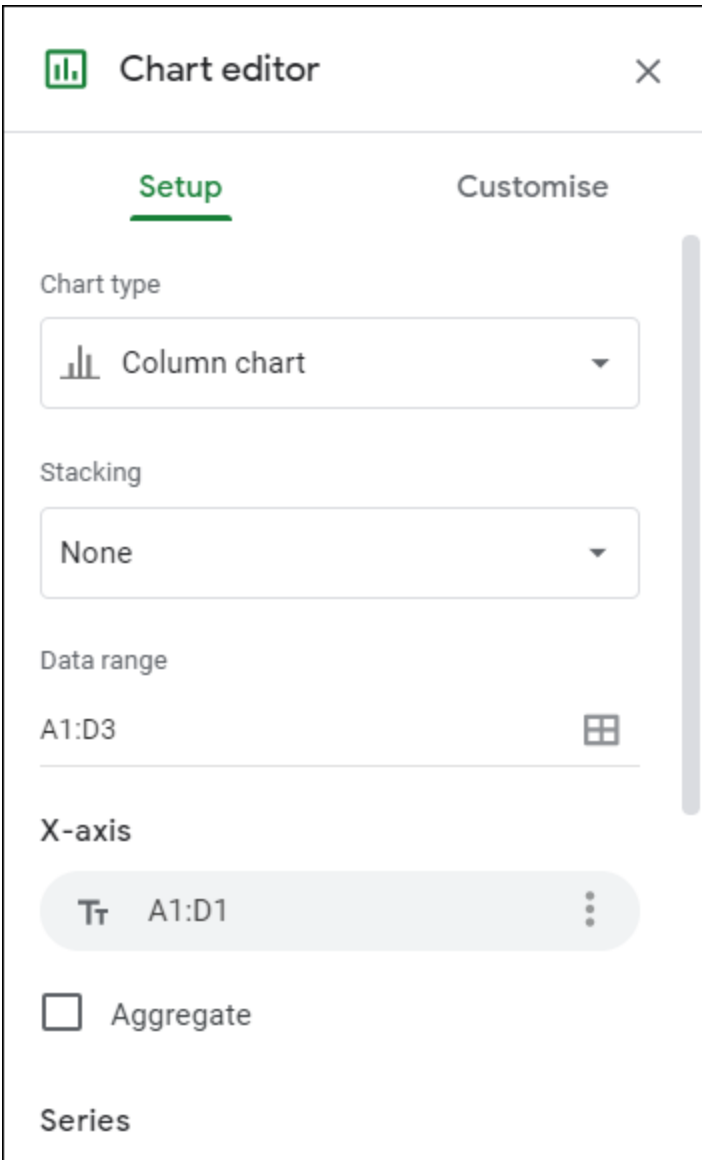 Chart editor
Setup Customise
Chart type
Column chart
Stacking
None
Data range
A1:D3
X-axis
Tт A1:D1
Aggregate
Series